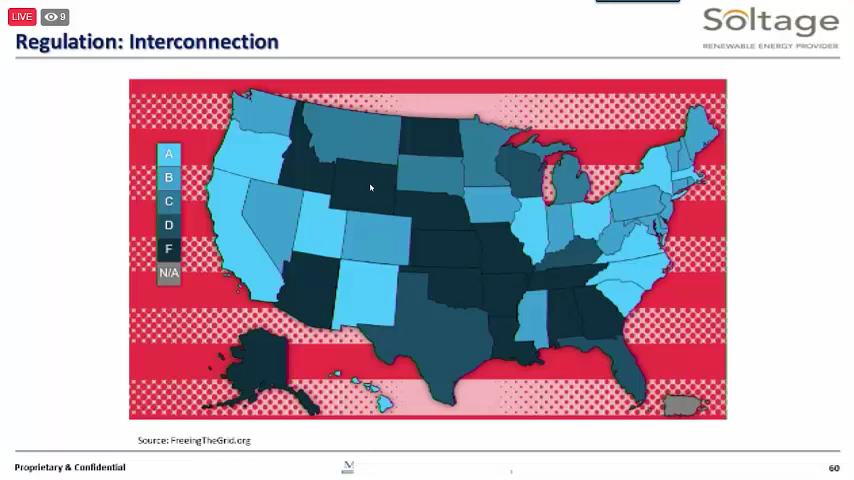 LIVE 9
Soltage
RENEWABLE ENERGY PROVIDER
Regulation: Interconnection
A
B
C
D
F
N/A
Source: FreeingTheGrid.org
Proprietary & Confidential
M
60